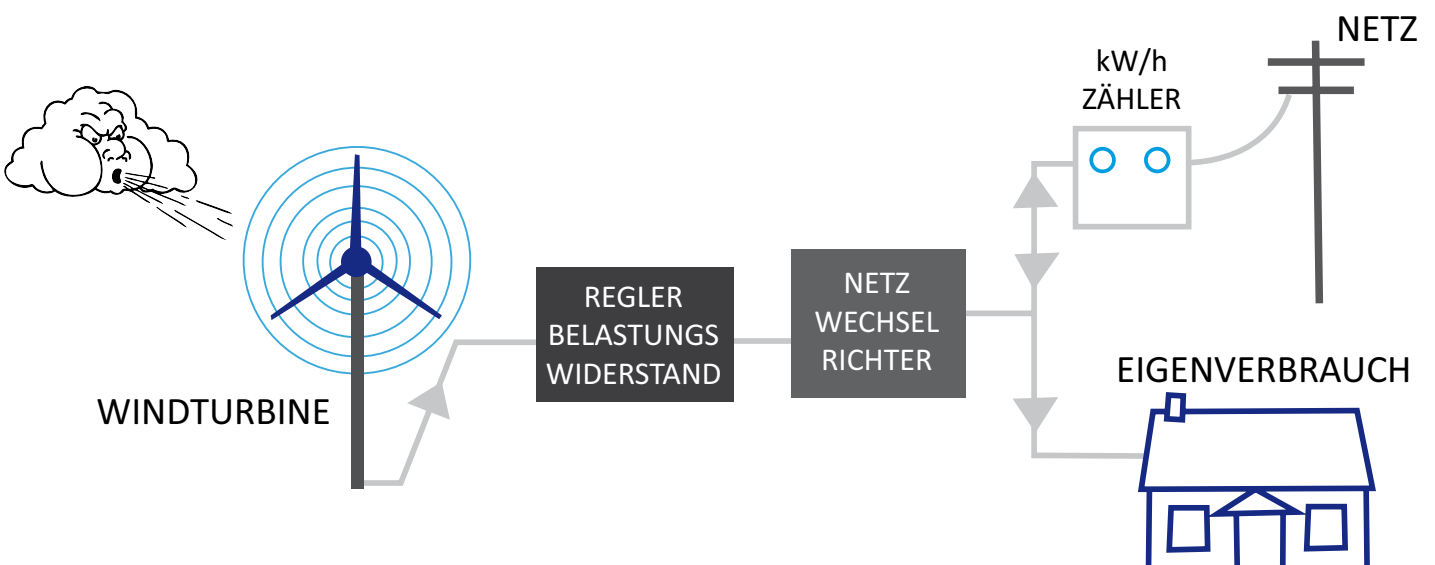 WINDTURBINE
REGLER
BELASTUNGS
WIDERSTAND
NETZ
WECHSEL
RICHTER
kW/h
ZÄHLER
NETZ
EIGENVERBRAUCH